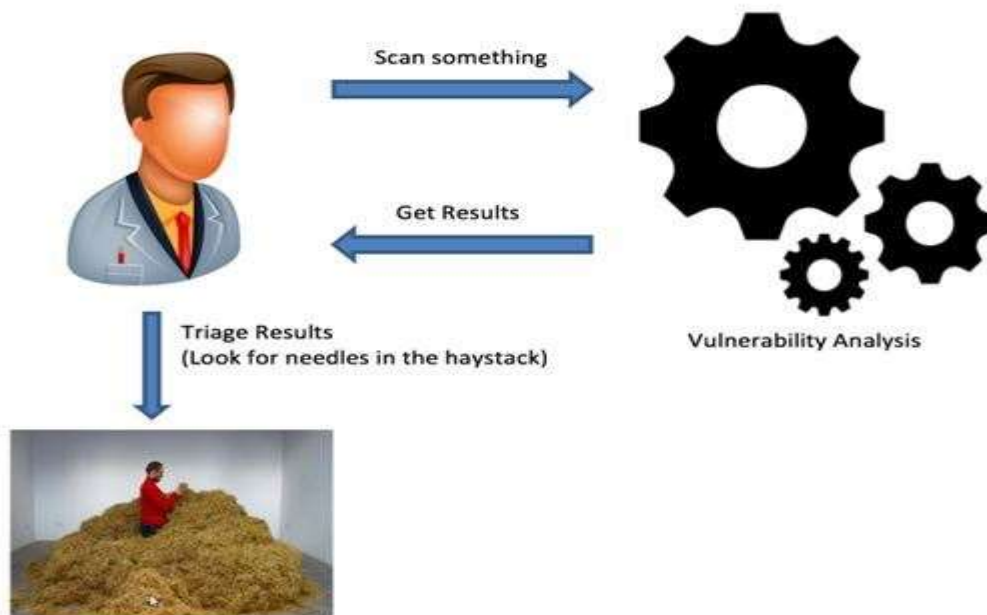 Scan something
Get Results
Triage Results
(Look for needles in the haystack)
Vulnerability Analysis